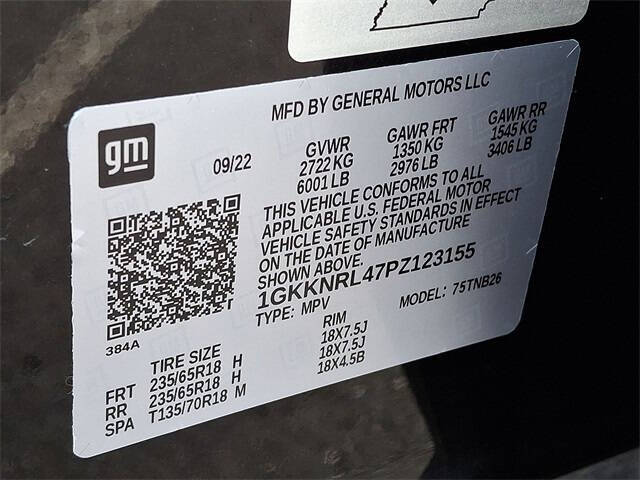 MFD BY GENERAL MOTORS LLC
gm
09/22
GVWR
2722 KG
6001 LB
GAWR FRT
1350 KG
2976 LB
GAWR RR
1545 KG
3406 LB
THIS VEHICLE CONFORMS TO ALL
APPLICABLE U.S. FEDERAL MOTOR
VEHICLE SAFETY STANDARDS IN EFFECT
ON THE DATE OF MANUFACTURE
SHOWN ABOVE.
1GKKNRL47PZ123155
TYPE: MPV
MODEL: 75TNB26
384A
TIRE SIZE
RIM
FRT 235/65R18 H 18X7.5J
RR 235/65R18 H 18X7.5J
SPA T135/70R18 M 18X4.5B